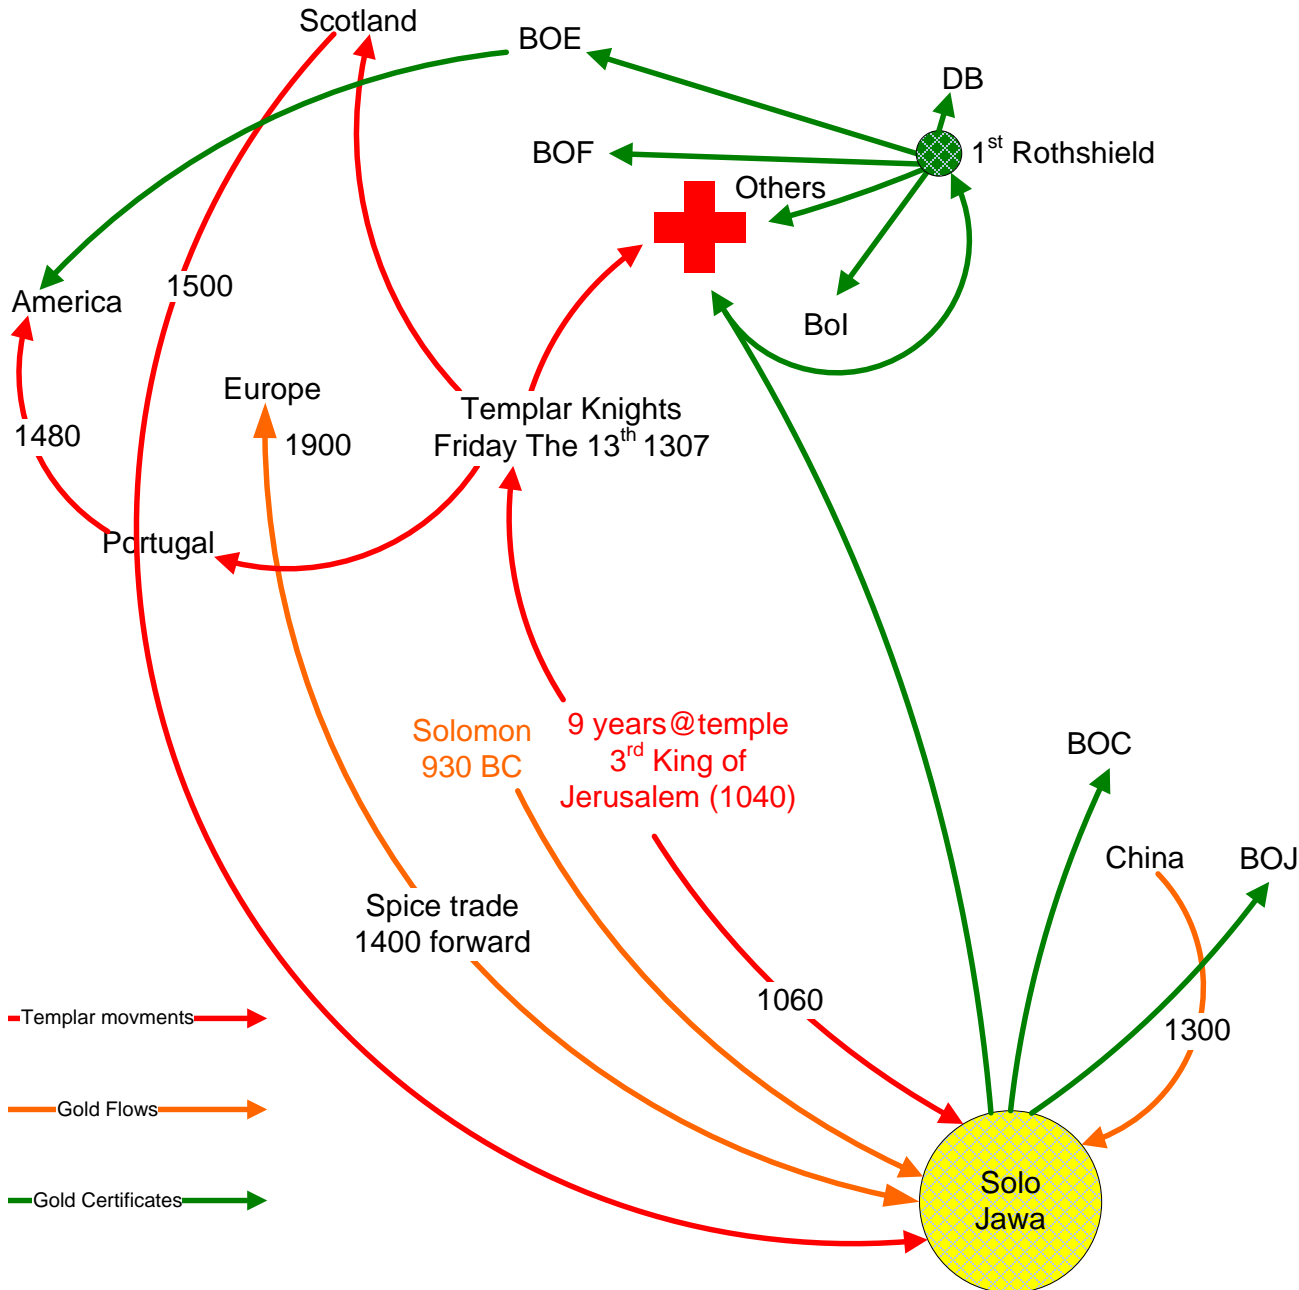 Scotland
BOE
DB
1st Rothshield
BOF
Others
America
1500
BoI
Europe
1900
1480
Templar Knights
Friday The 13th 1307
Portugal
Solomon
930 BC
9 years@temple
3rd King of
Jerusalem (1040)
BOC
China
BOJ
Spice trade
1400 forward
1060
1300
Templar movments
Gold Flows
Gold Certificates
Solo
Jawa